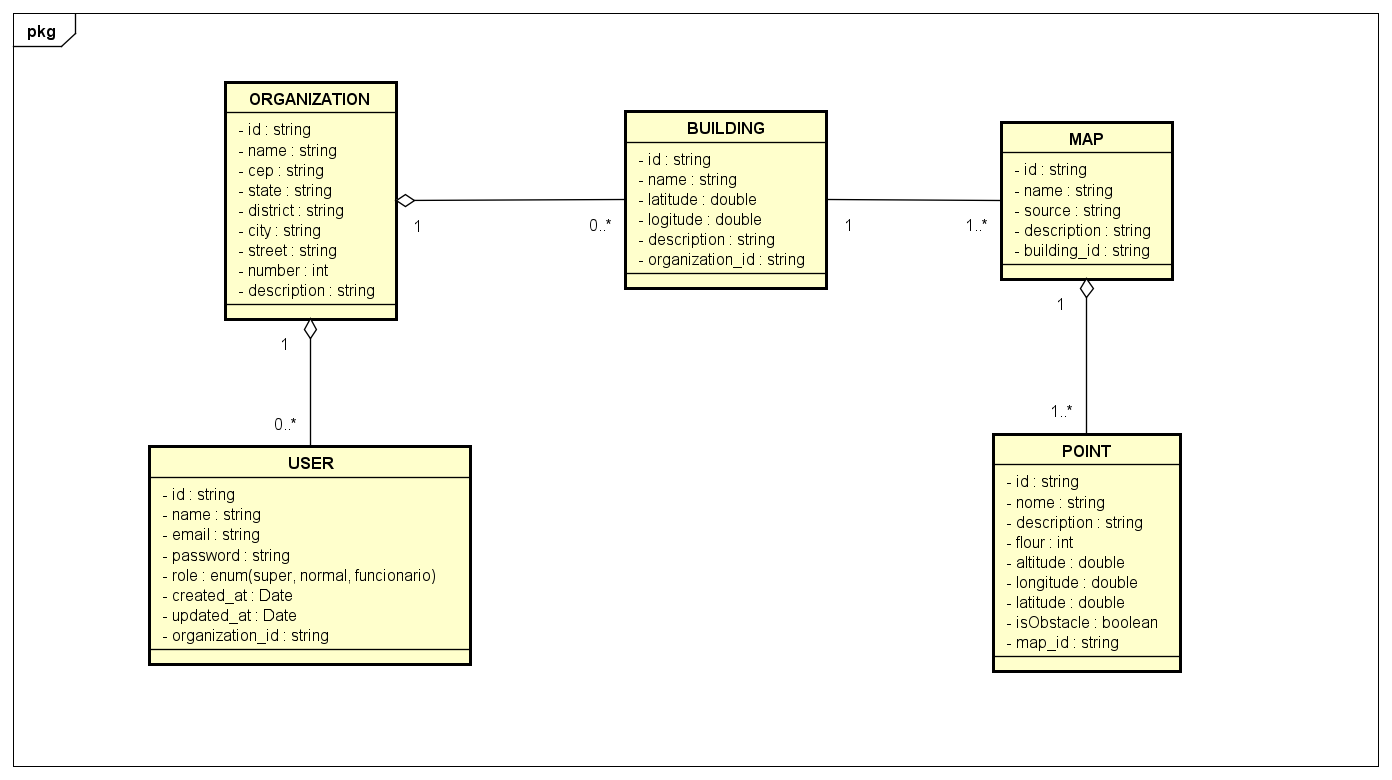 pkg
ORGANIZATION
- id : string
- name : string
- cep : string
- state : string
- district : string
- city : string
- street : string
- number : int
- description : string
1
0..*
BUILDING
- id : string
- name : string
- latitude : double
- logitude : double
- description : string
- organization_id : string
1
1..*
MAP
- id : string
- name : string
- source : string
- description : string
- building_id : string
1
0..*
USER
- id : string
- name : string
- email : string
- password : string
- role : enum(super, normal, funcionario)
- created_at : Date
- updated_at : Date
- organization_id : string
1
1..*
POINT
- id : string
- nome : string
- description : string
- flour : int
- altitude : double
- longitude : double
- latitude : double
- isObstacle : boolean
- map_id : string